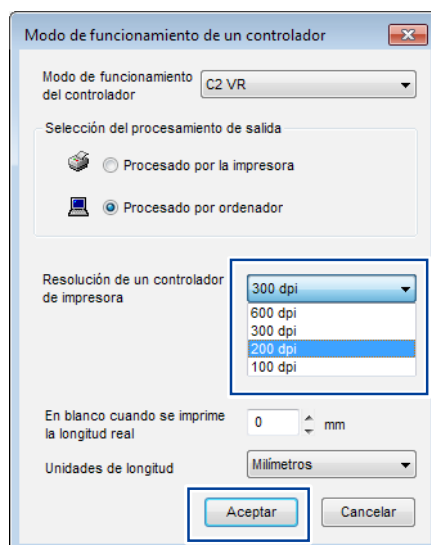 Modo de funcionamiento de un controlador
Modo de funcionamiento
del controlador
C2 VR
Selección del procesamiento de salida
Procesado por la impresora
Procesado por ordenador
Resolución de un controlador
de impresora
300 dpi
600 dpi
300 dpi
200 dpi
100 dpi
En blanco cuando se imprime
la longitud real
0 mm
Unidades de longitud
Milímetros
Aceptar
Cancelar